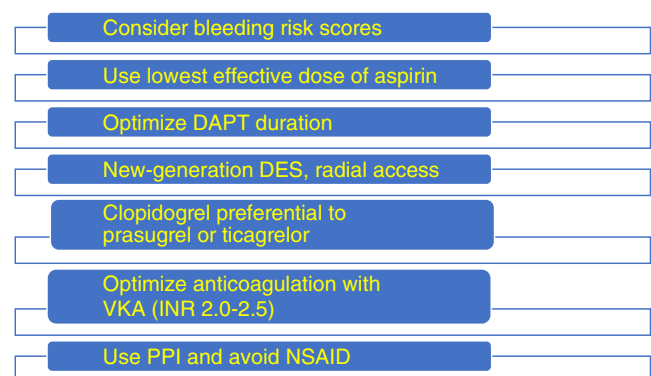 Consider bleeding risk scores
Use lowest effective dose of aspirin
Optimize DAPT duration
New-generation DES, radial access
Clopidogrel preferential to
prasugrel or ticagrelor
Optimize anticoagulation with
VKA (INR 2.0-2.5)
Use PPI and avoid NSAID